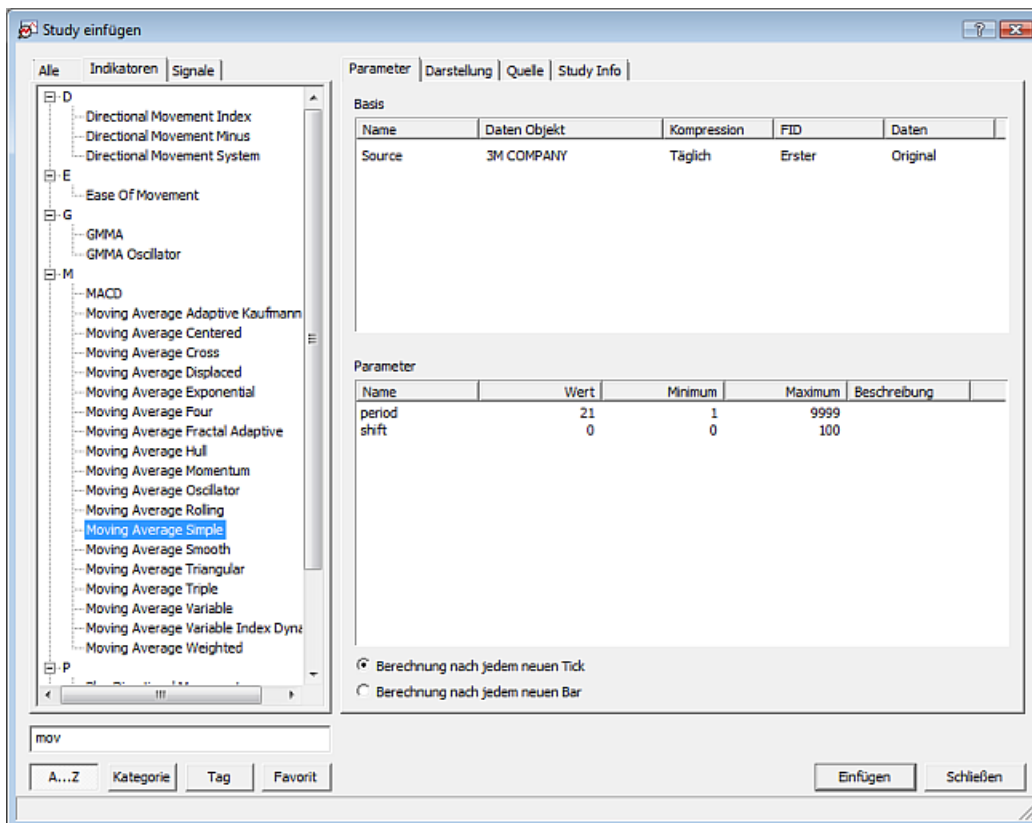 Study einfügen
Alle Indikatoren Signale
D
Directional Movement Index
Directional Movement Minus
Directional Movement System
E
Ease Of Movement
G
GMMA
GMMA Oscillator
M
MACD
Moving Average Adaptive Kaufmann
Moving Average Centered
Moving Average Cross
Moving Average Displaced
Moving Average Exponential
Moving Average Four
Moving Average Fractal Adaptive
Moving Average Hull
Moving Average Momentum
Moving Average Oscillator
Moving Average Rolling
Moving Average Simple
Moving Average Smooth
Moving Average Triangular
Moving Average Triple
Moving Average Variable
Moving Average Variable Index Dyna
Moving Average Weighted
P
mov
A...Z Kategorie Tag Favorit
Parameter Darstellung Quelle Study Info
Basis
Name Daten Objekt Kompression FID Daten
Source 3M COMPANY Täglich Erster Original
Parameter
Name Wert Minimum Maximum Beschreibung
period 21 1 9999
shift 0 0 100
Berechnung nach jedem neuen Tick
Berechnung nach jedem neuen Bar
Einfügen Schließen